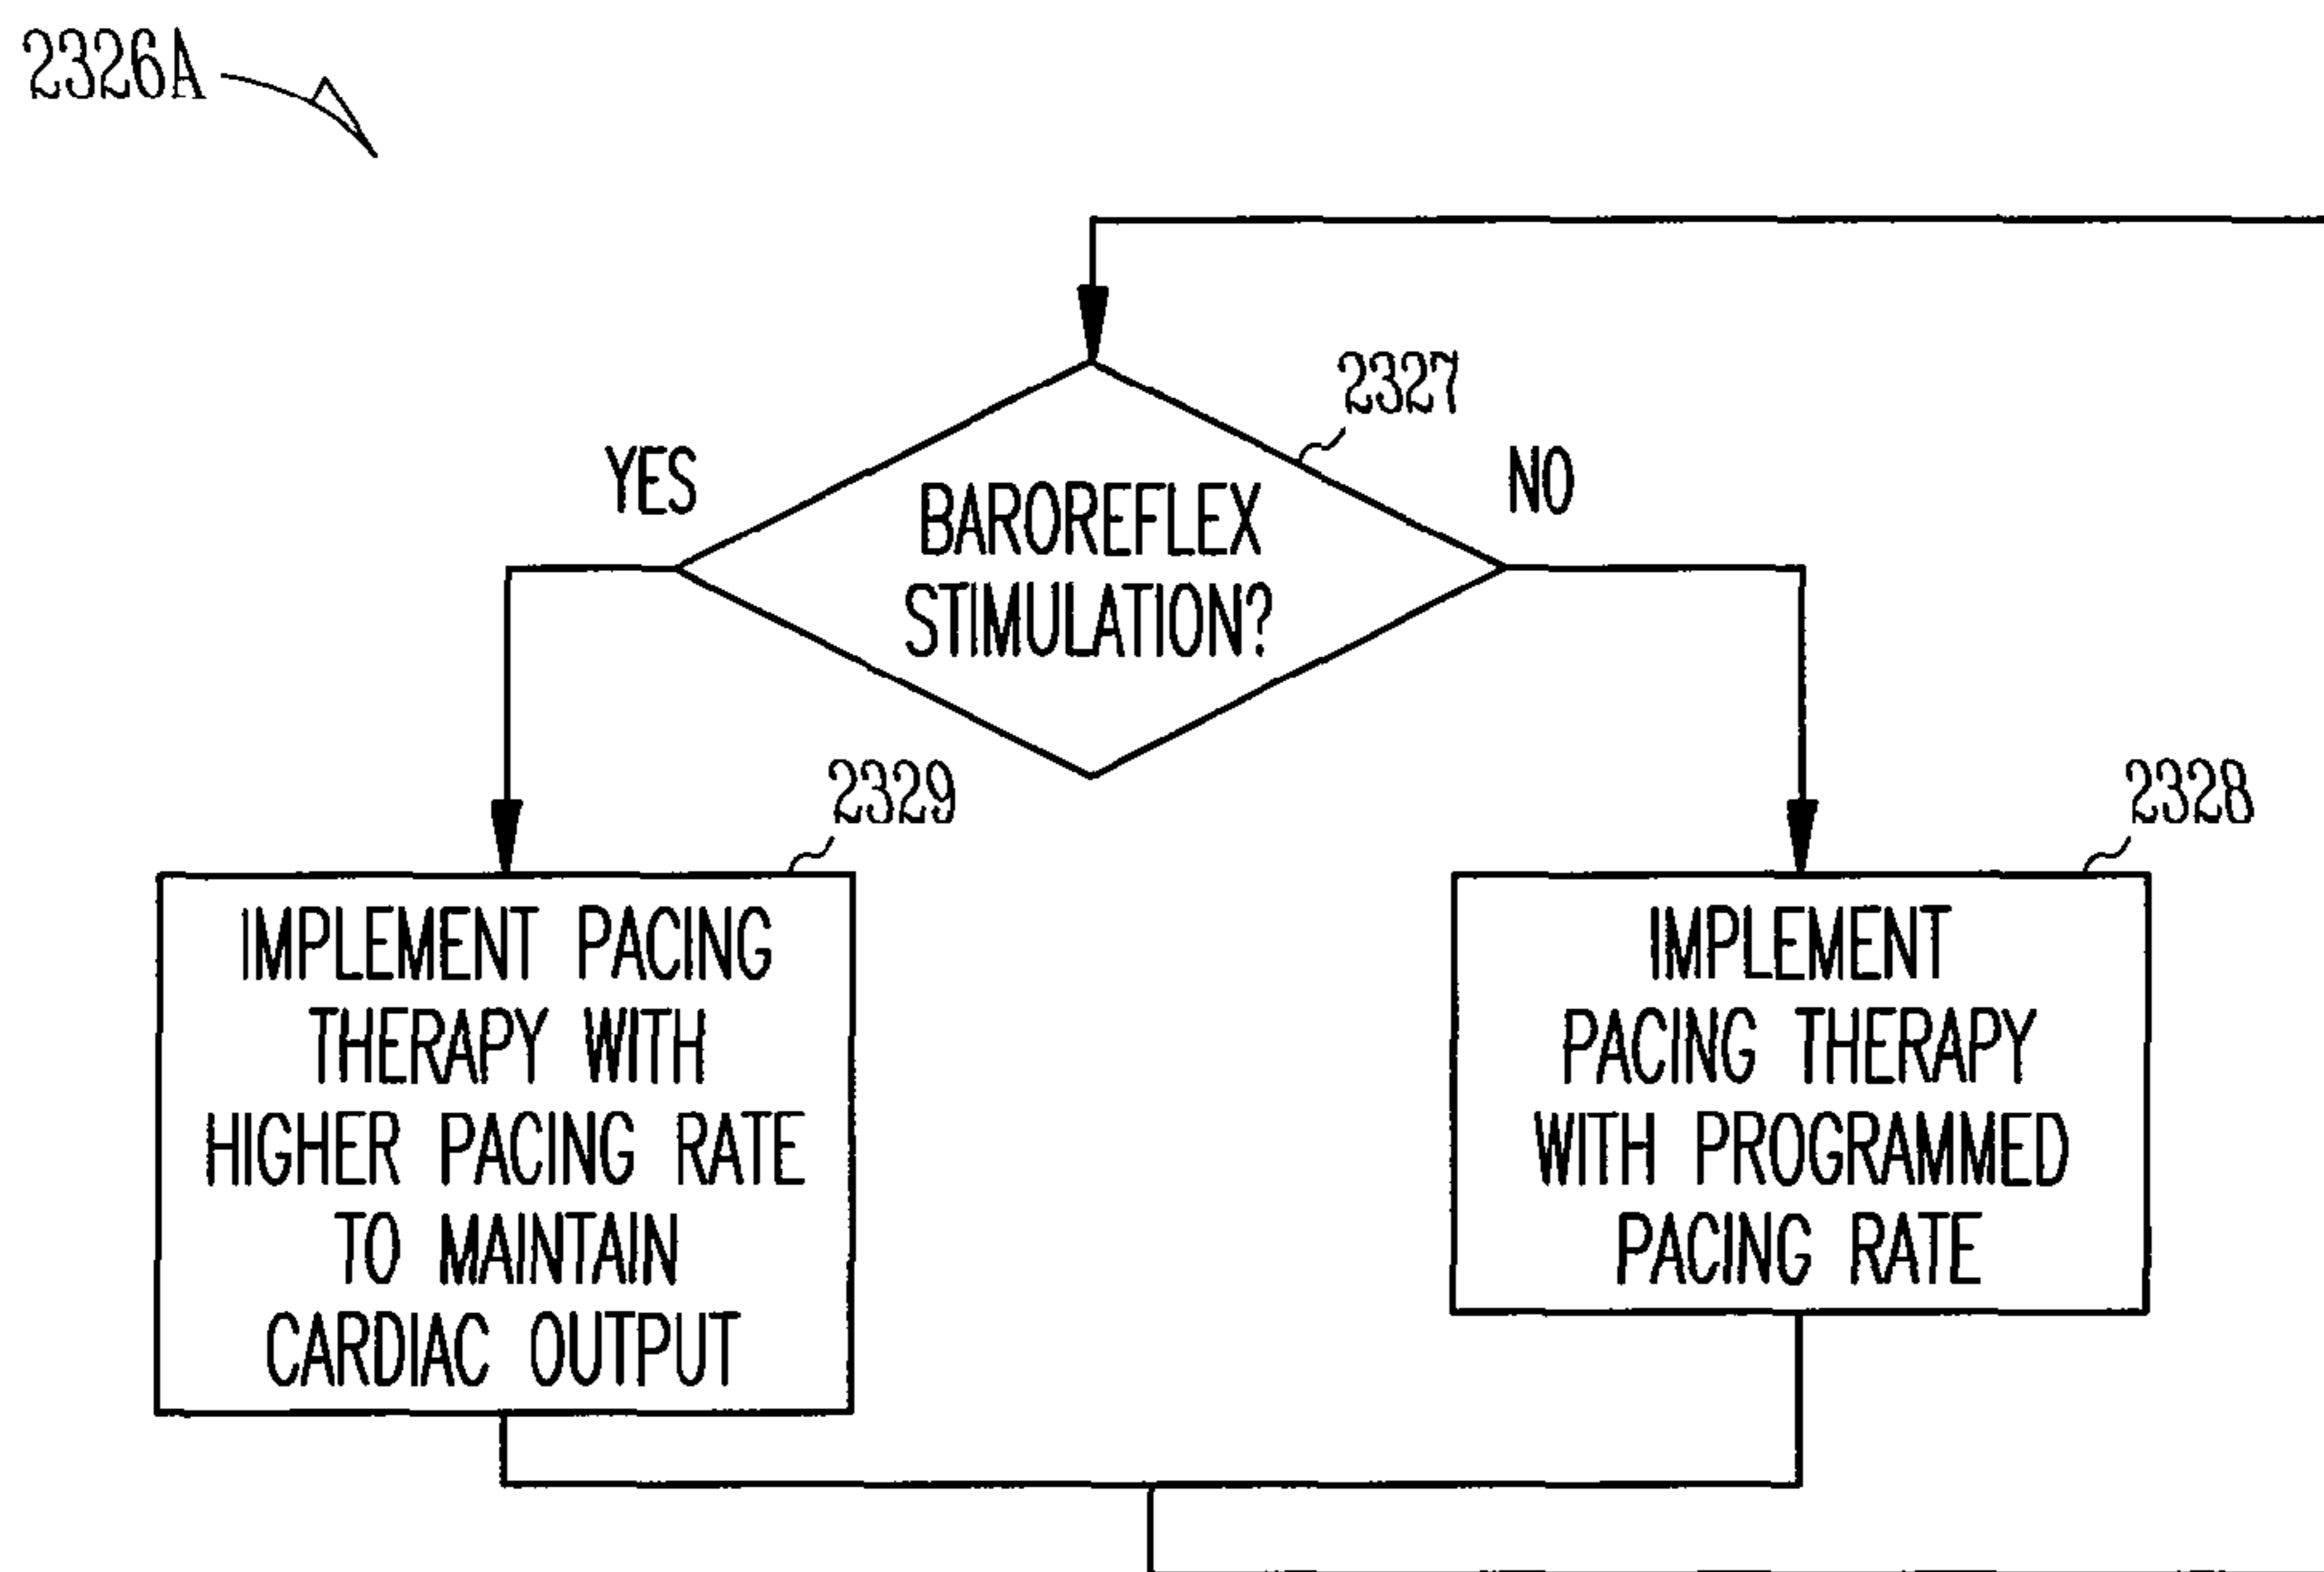 2326A
2327
YES
NO
BAROREFLEX
STIMULATION?
2329
2328
IMPLEMENT PACING
THERAPY WITH
HIGHER PACING RATE
TO MAINTAIN
CARDIAC OUTPUT
IMPLEMENT
PACING THERAPY
WITH PROGRAMMED
PACING RATE